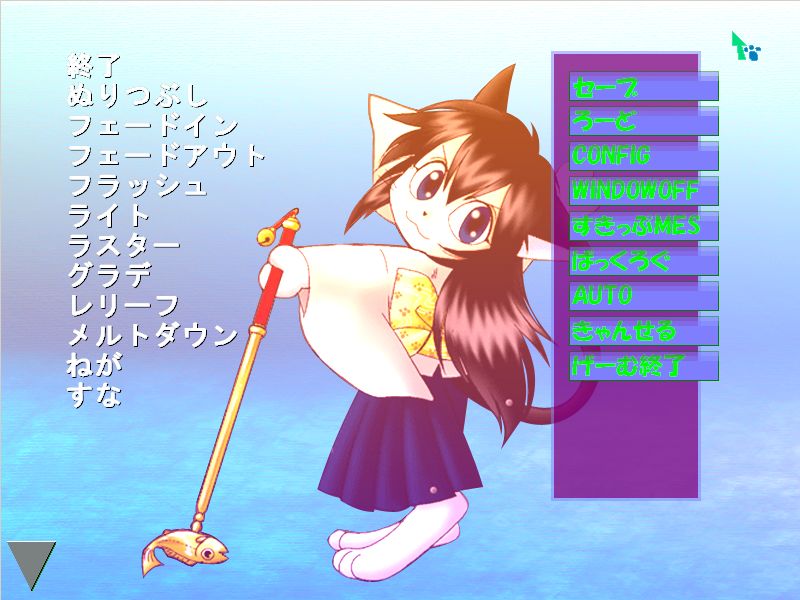 終了
ぬりつぶし
フェードイン
フェードアウト
フラッシュ
ライト
ラスター
グラデ
レリーフ
メルトダウン
ねが
すな
セーブ
ろーど
CONFIG
WINDOWOFF
すきっぷMES
ばっくろぐ
AUTO
きゃんせる
げーむ終了